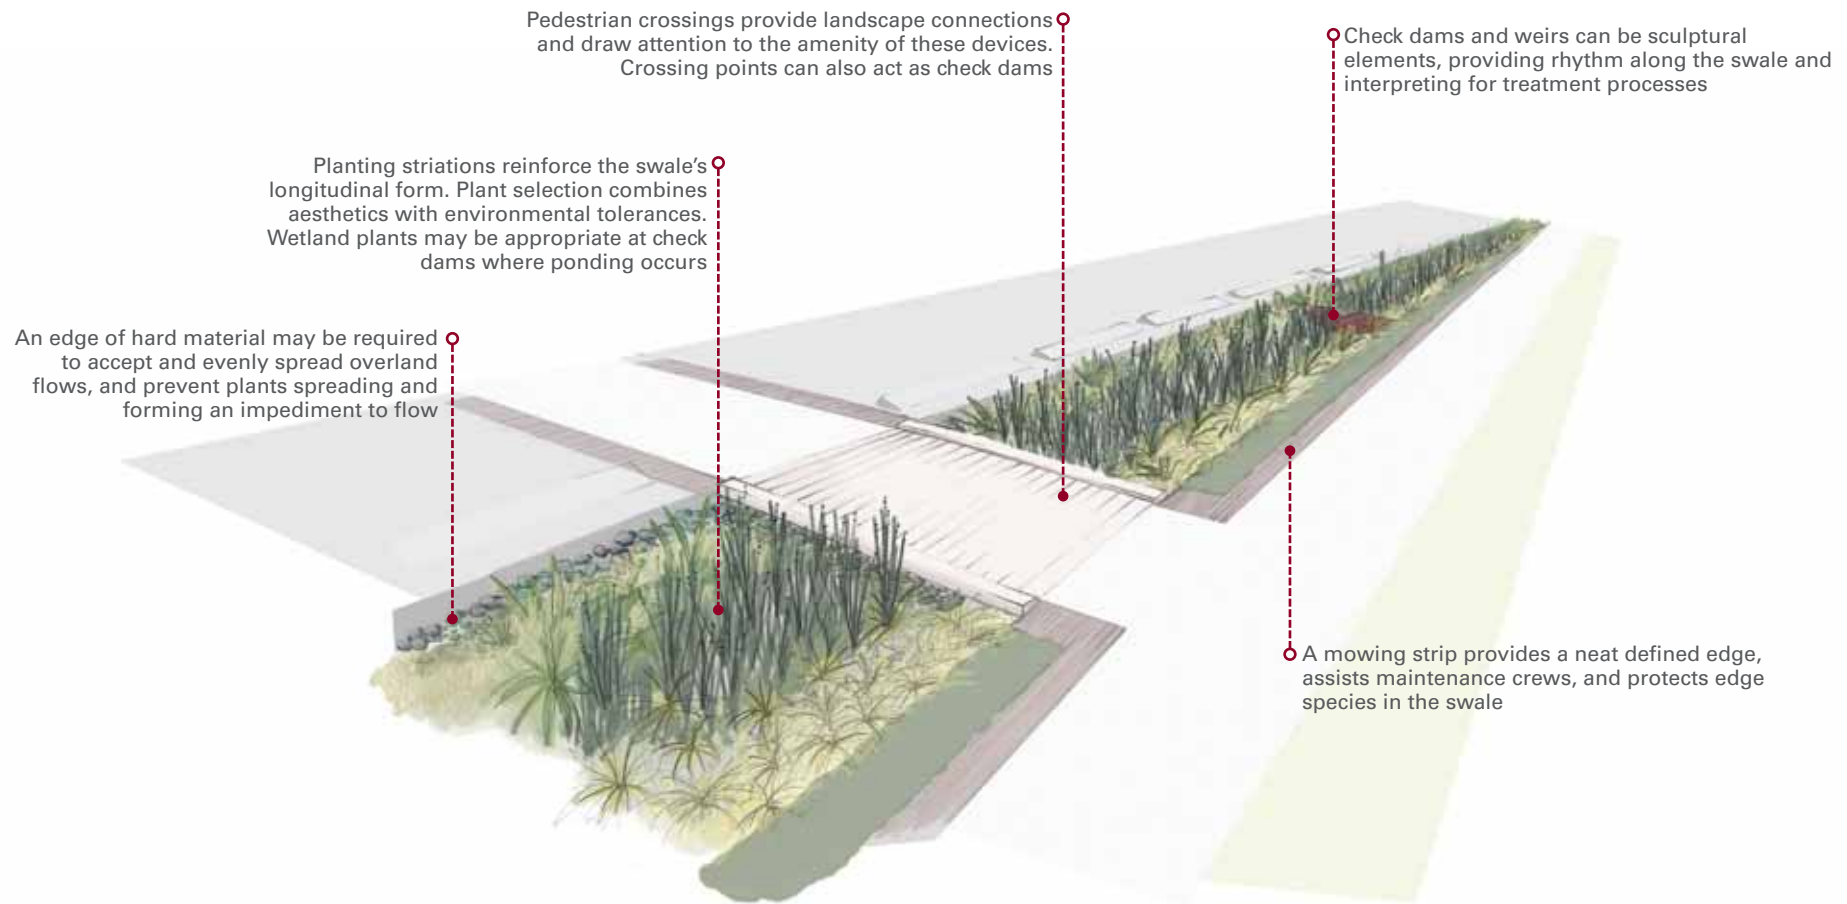 Pedestrian crossings provide landscape connections
and draw attention to the amenity of these devices.
Crossing points can also act as check dams
Check dams and weirs can be sculptural
elements, providing rhythm along the swale and
interpreting for treatment processes
Planting striations reinforce the swale’s
longitudinal form. Plant selection combines
aesthetics with environmental tolerances.
Wetland plants may be appropriate at check
dams where ponding occurs
An edge of hard material may be required
to accept and evenly spread overland
flows, and prevent plants spreading and
forming an impediment to flow
A mowing strip provides a neat defined edge,
assists maintenance crews, and protects edge
species in the swale